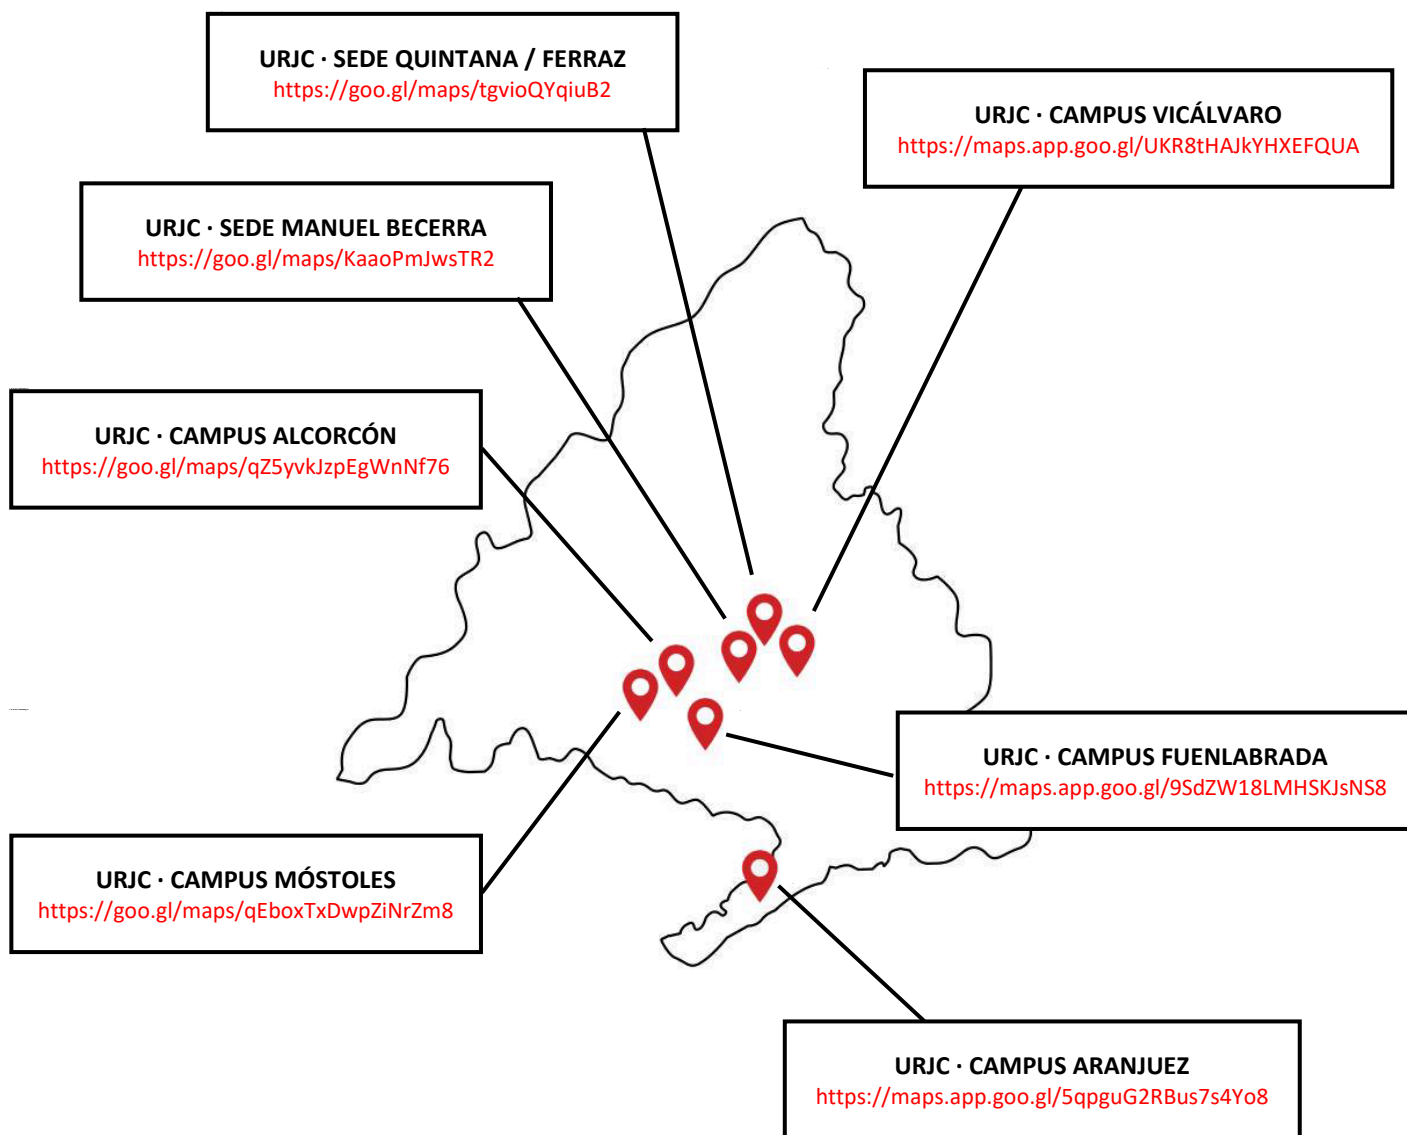 URJC · SEDE QUINTANA / FERRAZ
https://goo.gl/maps/tgvioQYqiuB2
URJC · CAMPUS VICÁLVARO
https://maps.app.goo.gl/UKR8tHAJkYHXEFQUA
URJC · SEDE MANUEL BECERRA
https://goo.gl/maps/KaaoPmJwsTR2
URJC · CAMPUS ALCORCÓN
https://goo.gl/maps/qZ5yvkJzpEgWnNf76
URJC · CAMPUS FUENLABRADA
https://maps.app.goo.gl/9SdZW18LMHSKJsNS8
URJC · CAMPUS MÓSTOLES
https://goo.gl/maps/qEboxTxDwpZiNrZm8
URJC · CAMPUS ARANJUEZ
https://maps.app.goo.gl/5qpguG2RBus7s4Yo8